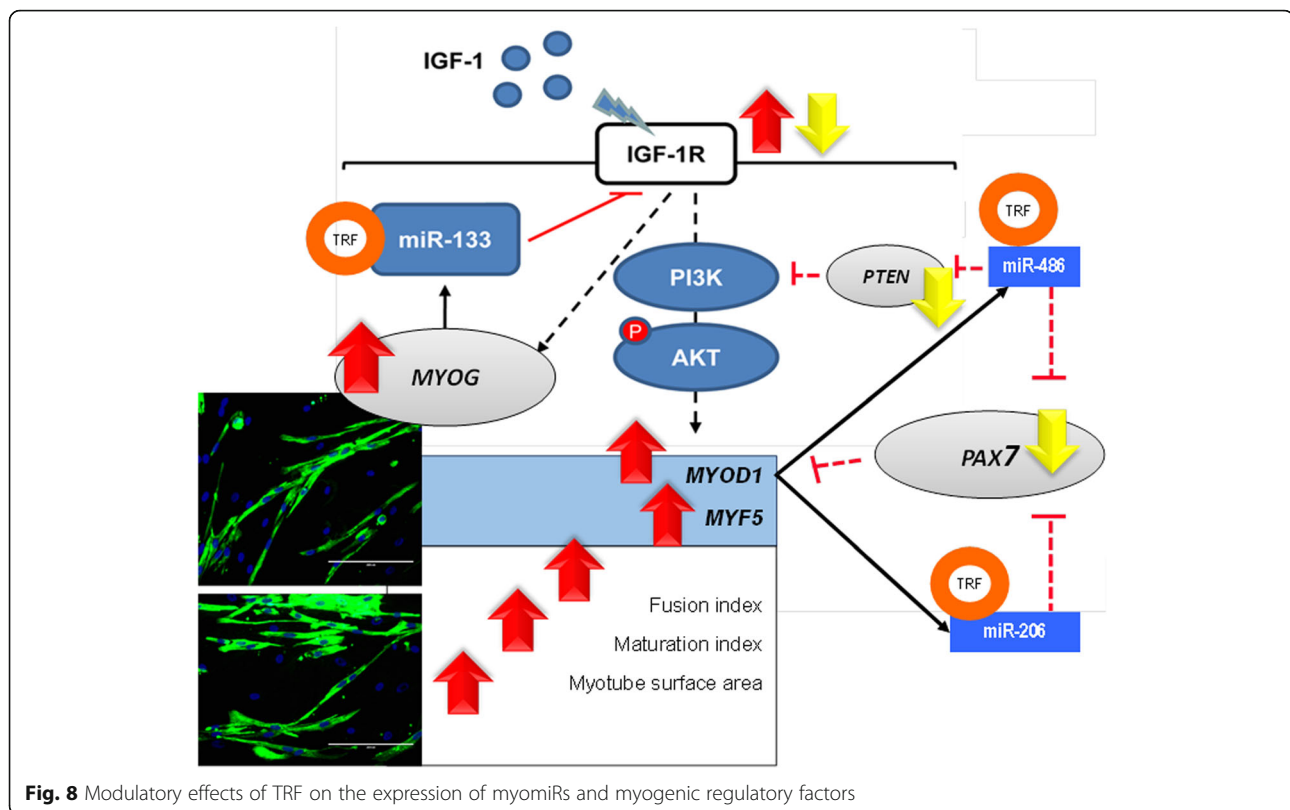 IGF-1
IGF-1R
TRF
miR-133
TRF
miR-486
PI3K
PTEN
P
AKT
MYOG
PAX7
MYOD1
MYF5
TRF
miR-206
Fusion index
Maturation index
Myotube surface area
Fig. 8 Modulatory effects of TRF on the expression of myomiRs and myogenic regulatory factors